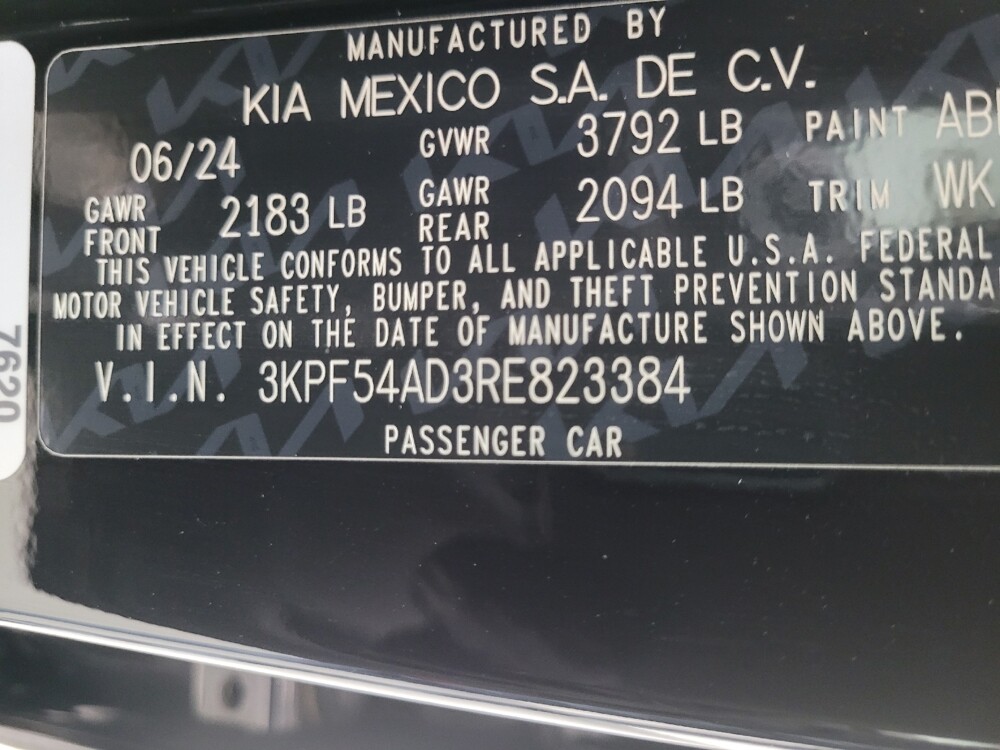 MANUFACTURED BY
KIA MEXICO S.A. DE C.V.
06/24 GVWR 3792 LB PAINT
GAWR FRONT 2183 LB GAWR REAR 2094 LB TRIM WK
THIS VEHICLE CONFORMS TO ALL APPLICABLE U.S.A. FEDERAL
MOTOR VEHICLE SAFETY, BUMPER, AND THEFT PREVENTION STANDA
IN EFFECT ON THE DATE OF MANUFACTURE SHOWN ABOVE.
V.I.N. 3KPF54AD3RE823384
PASSENGER CAR
7620